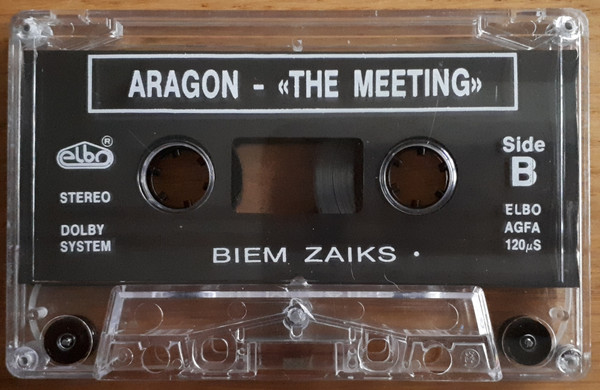 ARAGON - «THE MEETING»
elbo®
STEREO
DOLBY
SYSTEM
Side
B
ELBO
AGFA
120µS
BIEM ZAIKS •